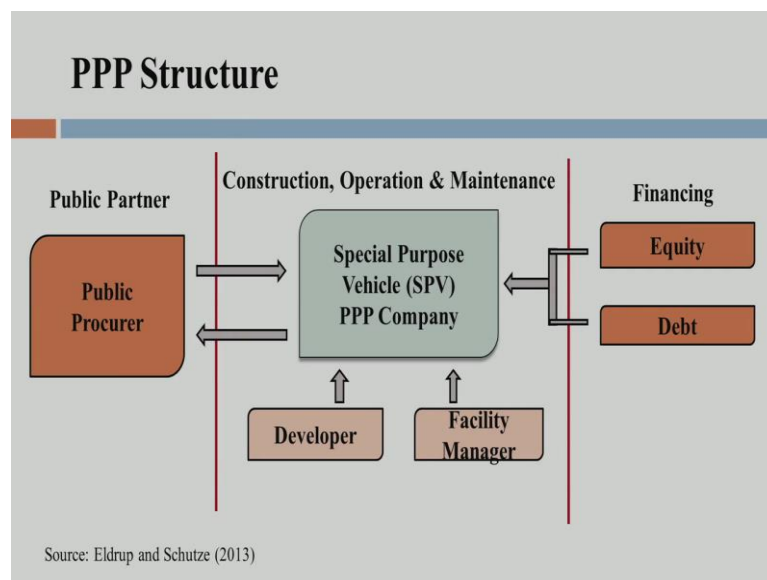 PPP Structure
Public Partner
Construction, Operation & Maintenance
Financing
Public
Procurer
Special Purpose
Vehicle (SPV)
PPP Company
Equity
Debt
Developer
Facility
Manager
Source: Eldrup and Schutze (2013)